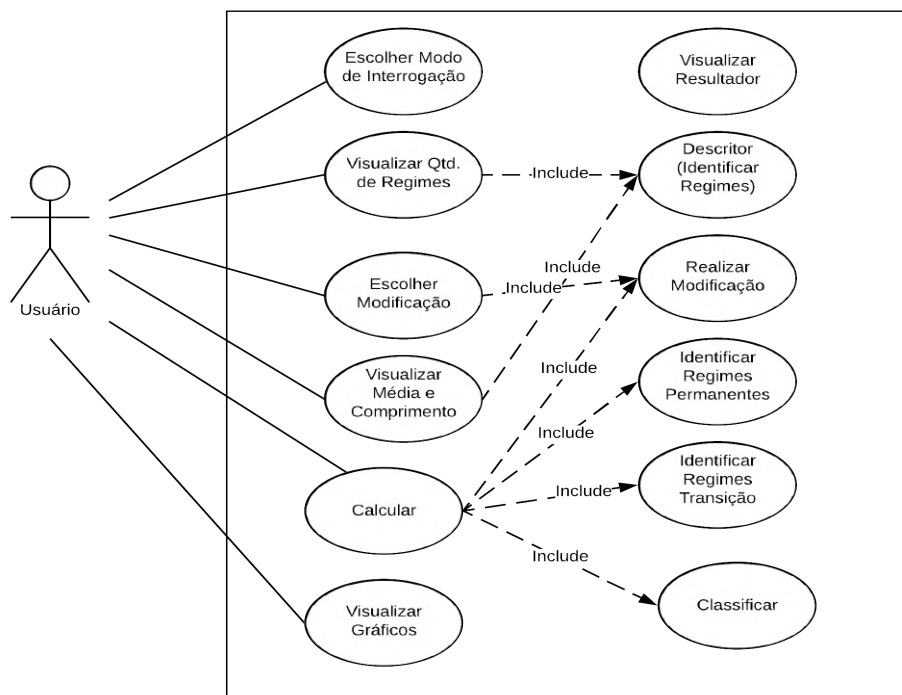 Escolher Modo
de Interrogação
Visualizar
Resultador
Visualizar Qtd.
de Regimes
Include
Descritor
(Identificar
Regimes)
Usuário
Escolher
Modificação
Include
Include
Realizar
Modificação
Visualizar
Média e
Comprimento
Include
Identificar
Regimes
Permanentes
Include
Calcular
Include
Identificar
Regimes
Transição
Include
Classificar
Visualizar
Gráficos